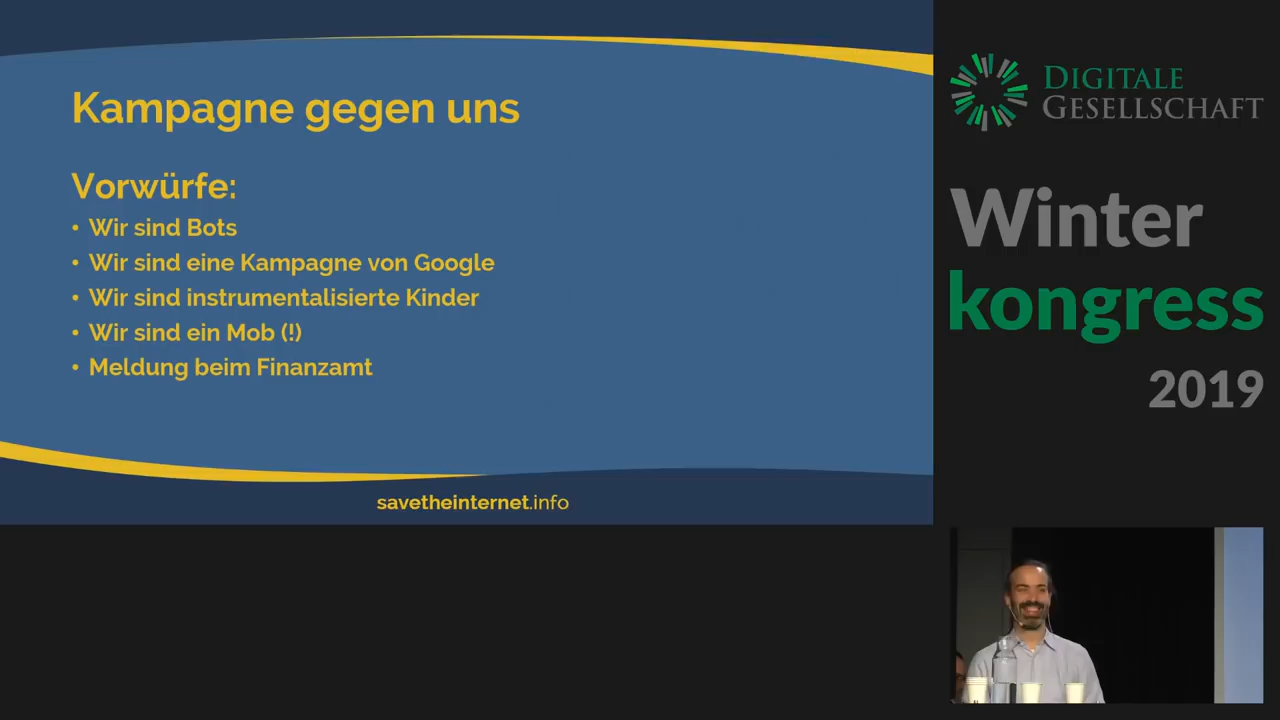 Kampagne gegen uns
Vorwürfe:
• Wir sind Bots
• Wir sind eine Kampagne von Google
• Wir sind instrumentalisierte Kinder
• Wir sind ein Mob (!)
• Meldung beim Finanzamt
savetheinternet.info
DIGITALE
GESELLSCHAFT
Winter
kongress
2019